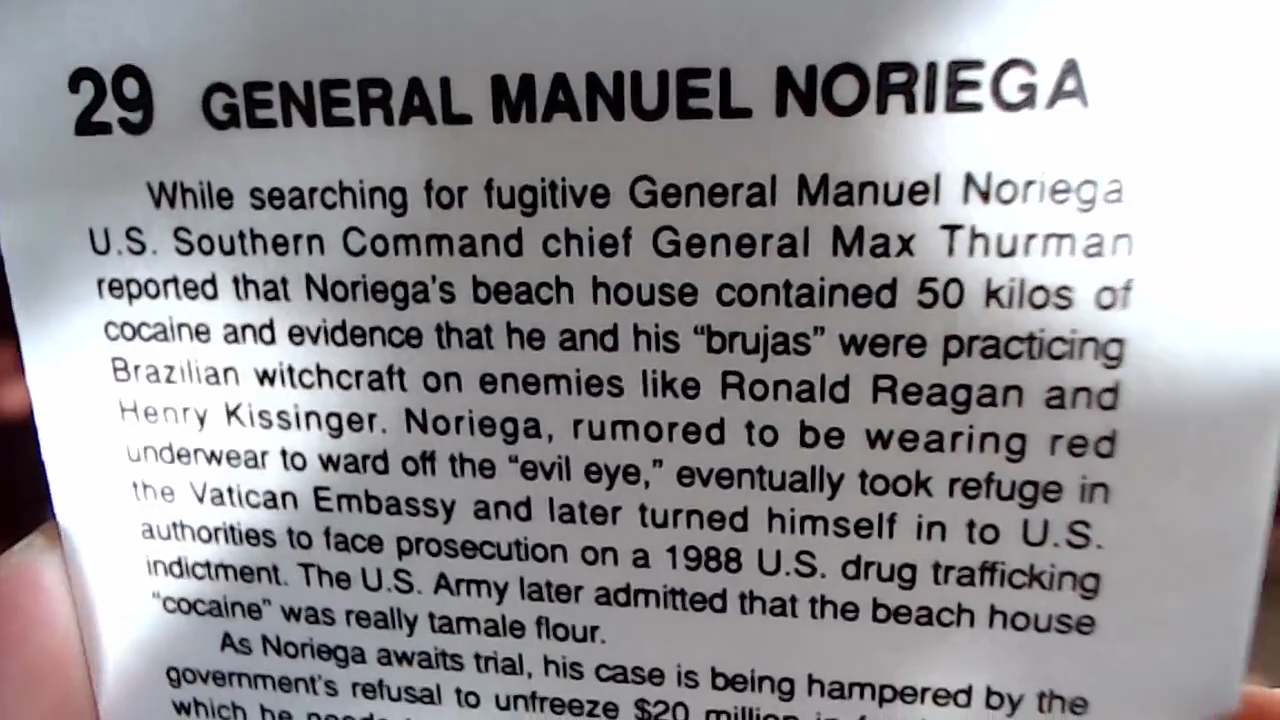 29 GENERAL MANUEL NORIEGA
While searching for fugitive General Manuel Noriega
U.S. Southern Command chief General Max Thurman
reported that Noriega's beach house contained 50 kilos of
cocaine and evidence that he and his “brujas” were practicing
Brazilian witchcraft on enemies like Ronald Reagan and
Henry Kissinger. Noriega, rumored to be wearing red
underwear to ward off the “evil eye,” eventually took refuge in
the Vatican Embassy and later turned himself in to U.S.
authorities to face prosecution on a 1988 U.S. drug trafficking
indictment. The U.S. Army later admitted that the beach house
“cocaine” was really tamale flour.
As Noriega awaits trial, his case is being hampered by the
government's refusal to unfreeze $20 million in
which he